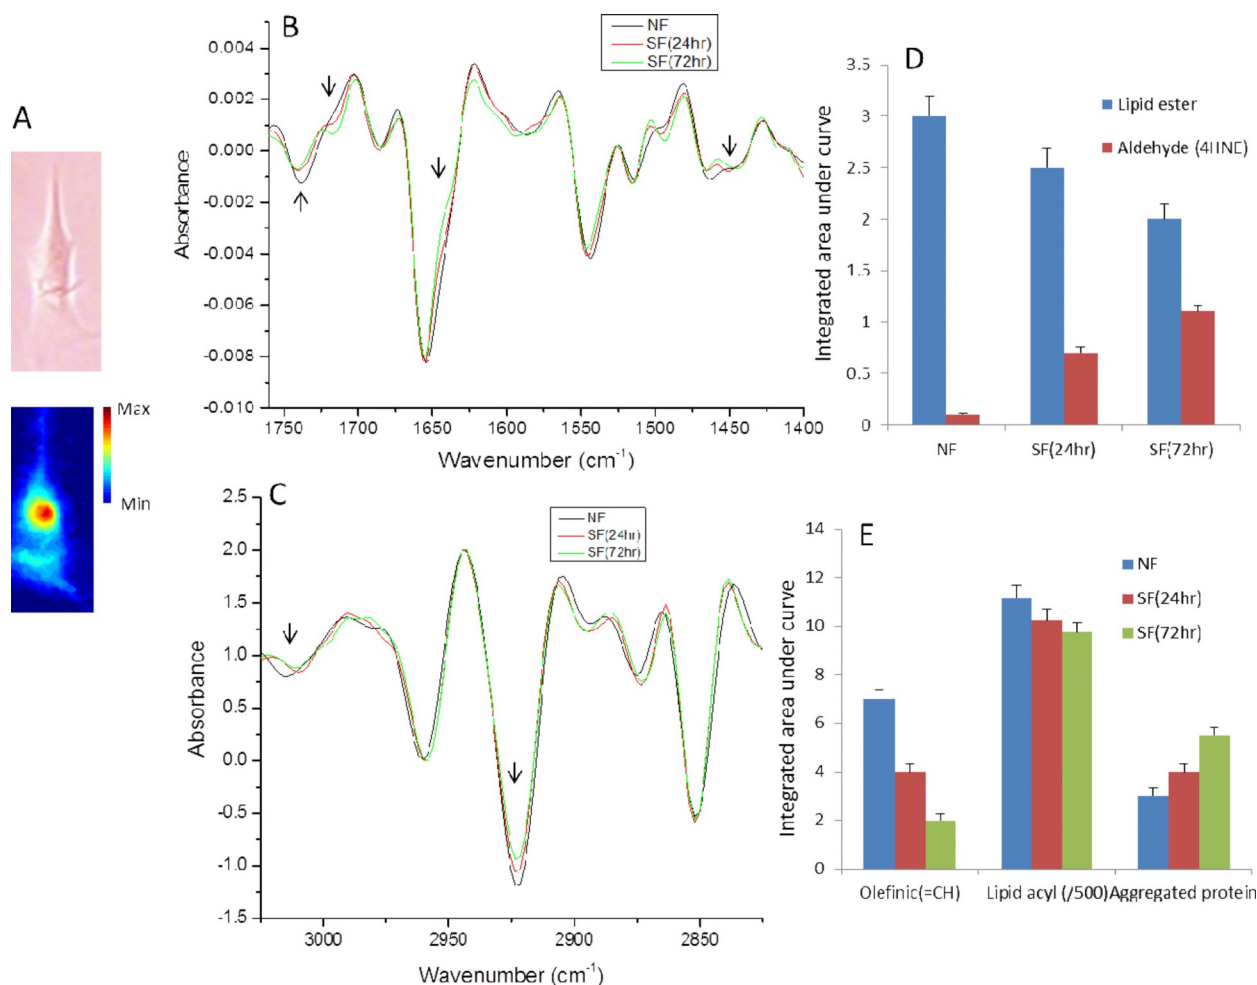 A
Max
Min
B
NF
SF(24hr)
SF(72hr)
0.004
0.002
0.000
-0.002
-0.004
-0.006
-0.008
-0.010
Absorbance
1750 1700 1650 1600 1550 1500 1450 1400
Wavenumber (cm-1)
C
NF
SF(24hr)
SF(72hr)
2.5
2.0
1.5
1.0
0.5
0.0
-0.5
-1.0
-1.5
Absorbance
3000 2950 2900 2850
Wavenumber (cm-1)
D
Lipid ester
Aldehyde (4HNE)
3.5
3
2.5
2
1.5
1
0.5
0
Integrated area under curve
NF SF(24hr) SF(72hr)
E
NF
SF(24hr)
SF(72hr)
14
12
10
8
6
4
2
0
Integrated area under curve
Olefinic(=CH) Lipid acyl (/500) Aggregated protein